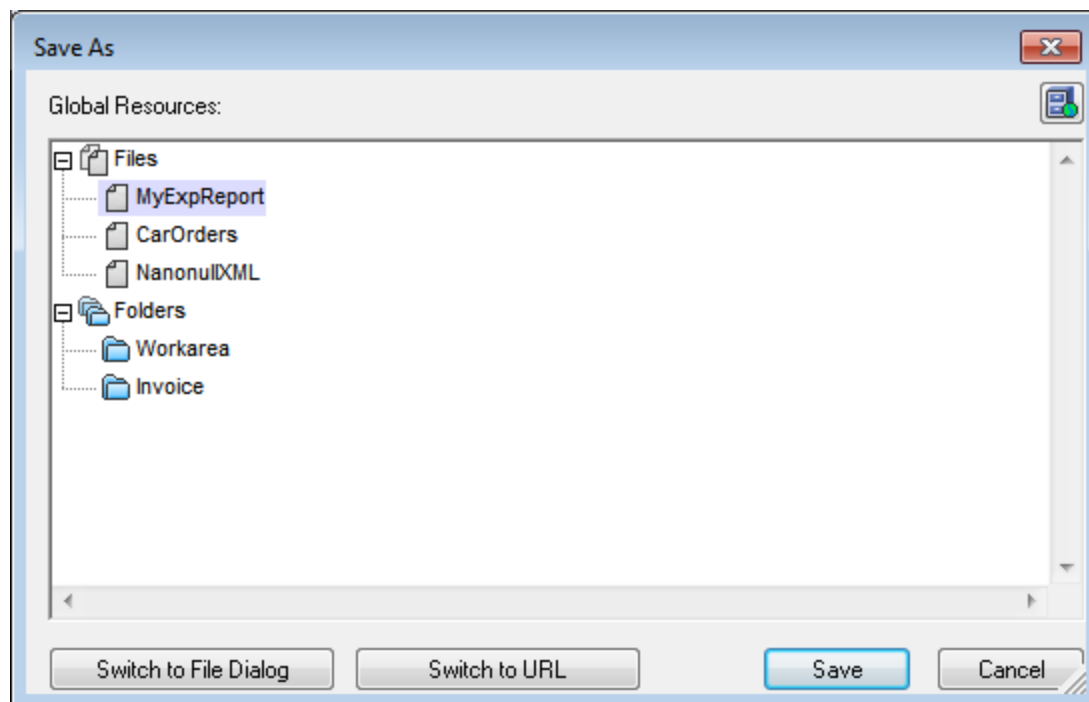 Save As
Global Resources:
Files
MyExpReport
CarOrders
NanonullXML
Folders
Workarea
Invoice
Switch to File Dialog Switch to URL Save Cancel